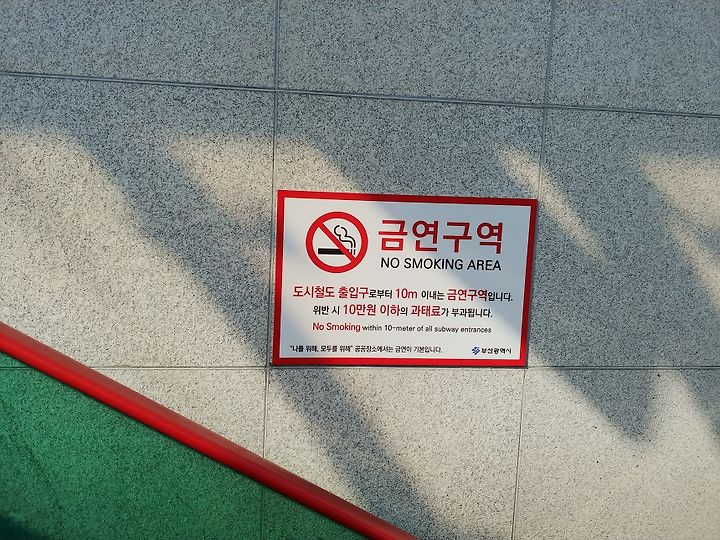 금연구역
NO SMOKING AREA
도시철도 출입구로부터 10m 이내는 금연구역입니다.
위반 시 10만원 이하의 과태료가 부과됩니다.
No Smoking within 10-meter of all subway entrances
"나를 위해, 모두를 위해" 공공장소에서는 금연이 기본입니다.
부산광역시